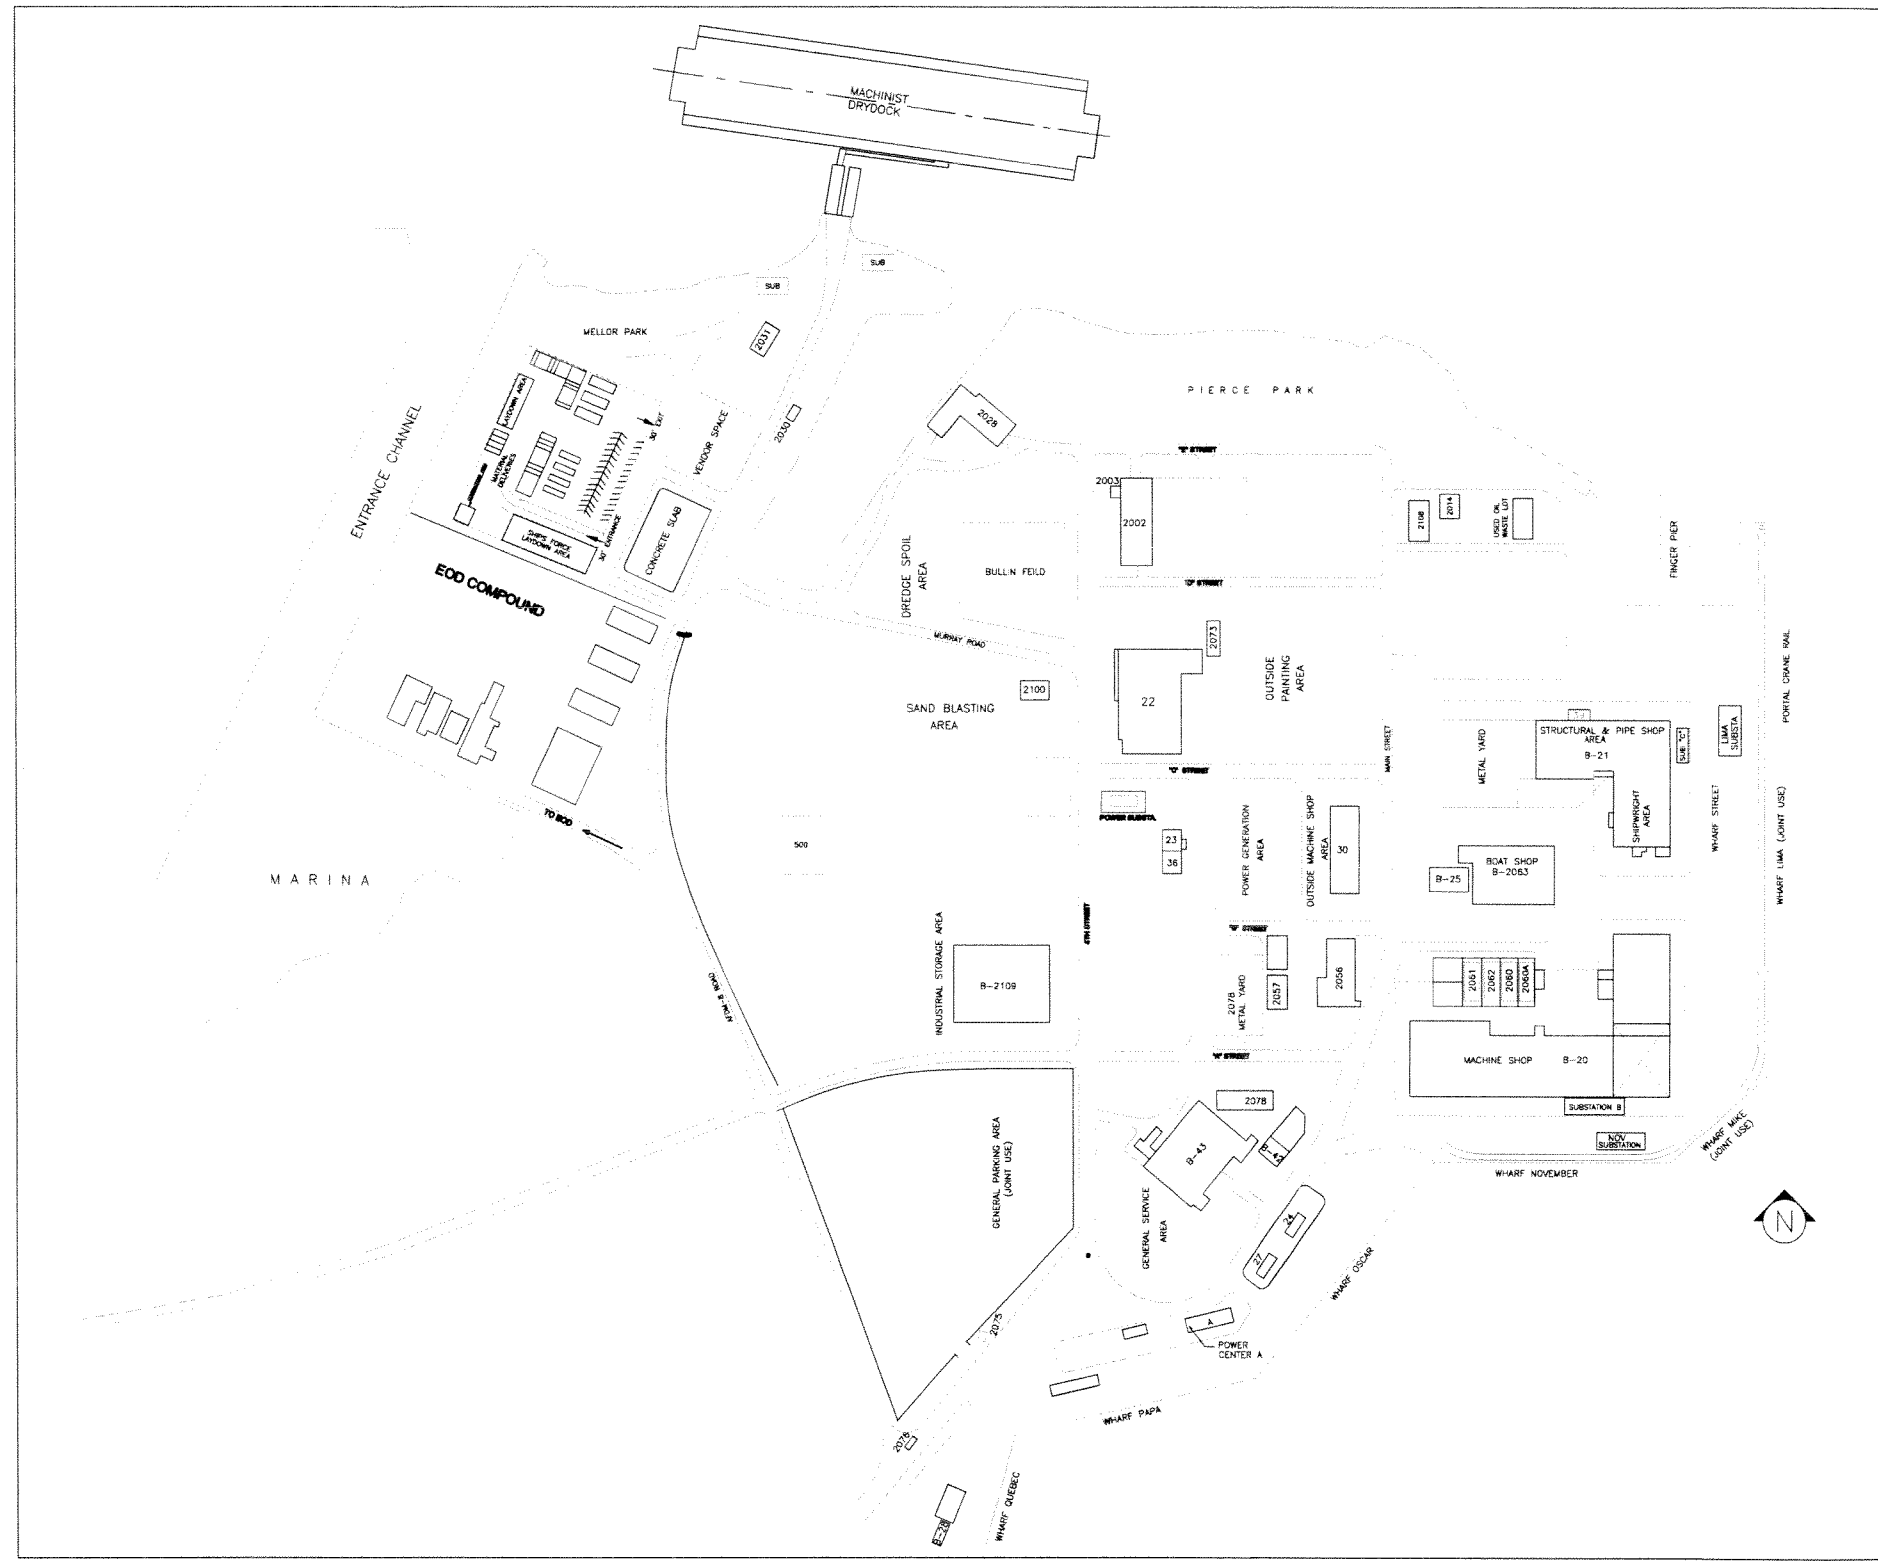 MACHINIST
DRYDOCK
SUB
SUB
MELLOR PARK
2031
LAYDOWN AREA
30' EXIT
VENDOR SPACE
2030
ENTRANCE CHANNEL
MATERIAL
DELIVERIES
SHIPS FORCE
LAYDOWN AREA
30' ENTRANCE
CONCRETE SLAB
EOD COMPOUND
TO EOD
MARINA
2028
PIERCE PARK
"E" STREET
2003
2002
DREDGE SPOIL
AREA
BULLIN FEILD
"D" STREET
2108
2014
USED OIL
WASTE LOT
FINGER PIER
MURRAY ROAD
2073
2100
SAND BLASTING
AREA
22
OUTSIDE
PAINTING
AREA
"C" STREET
MAIN STREET
METAL YARD
STRUCTURAL & PIPE SHOP
AREA
B-21
SUB "C"
LIMA
SUBSTA
PORTAL CRANE RAIL
SHIPWRIGHT
AREA
WHARF STREET
WHARF LIMA (JOINT USE)
POWER SUBSTA.
500
23
36
POWER GENERATION
AREA
OUTSIDE MACHINE SHOP
AREA
30
BOAT SHOP
B-2063
B-25
5TH STREET
"B" STREET
INDUSTRIAL STORAGE AREA
B-2109
AFDM-8 ROAD
2078
METAL YARD
2057
2056
2061
2062
2060
2060A
"A" STREET
MACHINE SHOP B-20
SUBSTATION B
NOV
SUBSTATION
WHARF MIKE
(JOINT USE)
WHARF NOVEMBER
2078
B-43
B-42
GENERAL PARKING AREA
(JOINT USE)
GENERAL SERVICE
AREA
24
27
WHARF OSCAR
N
2075
A
POWER
CENTER A
WHARF PAPA
2076
B-28
WHARF QUEBEC